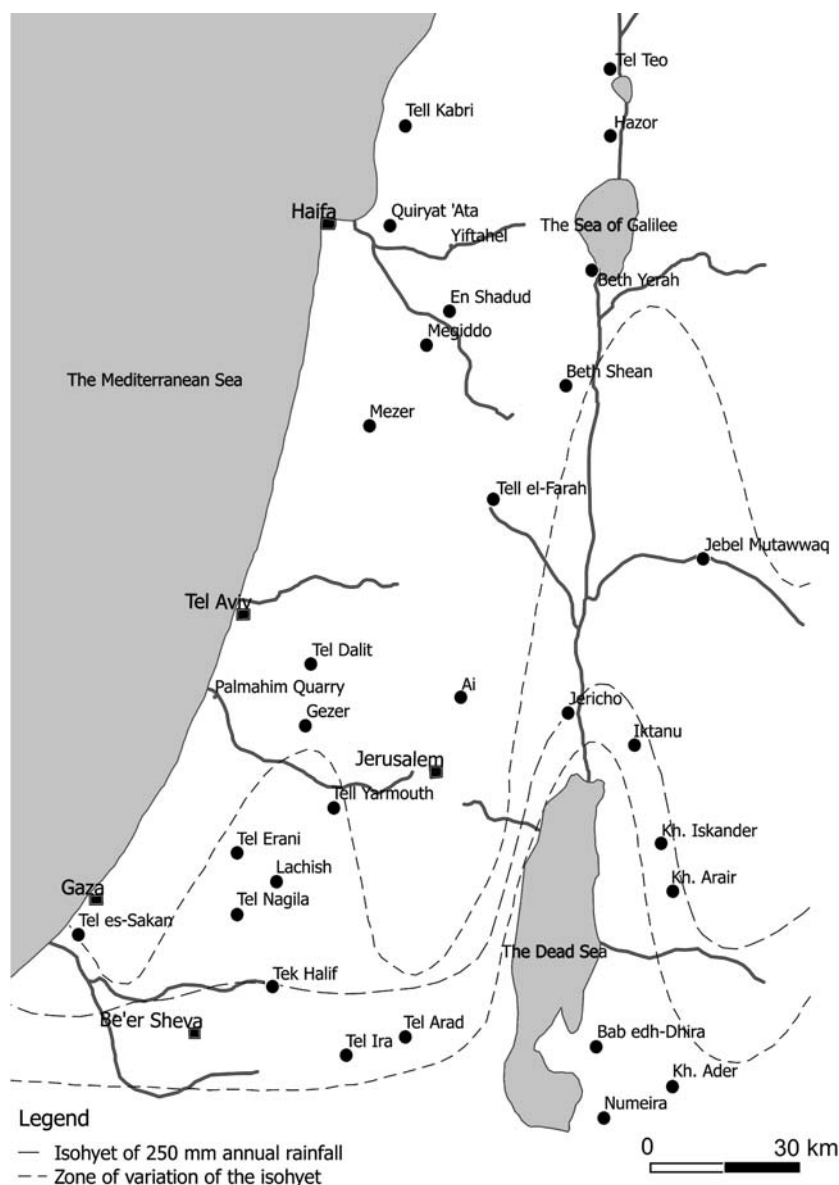 Tel Teo
Tell Kabri
Hazor
Haifa
Quiryat 'Ata
Yiftahel
The Sea of Galilee
Beth Yerah
En Shadud
Megiddo
The Mediterranean Sea
Beth Shean
Mezer
Tell el-Farah
Jebel Mutawwaq
Tel Aviv
Tel Dalit
Palmahim Quarry
Ai
Gezer
Jericho
Iktanu
Jerusalem
Tell Yarmouth
Tel Erani
Kh. Iskander
Lachish
Kh. Arair
Gaza
Tel Nagila
Tel es-Sakan
The Dead Sea
Tek Halif
Be'er Sheva
Tel Arad
Tel Ira
Bab edh-Dhira
Kh. Ader
Numeira
Legend
Isohyet of 250 mm annual rainfall
Zone of variation of the isohyet
0 30 km